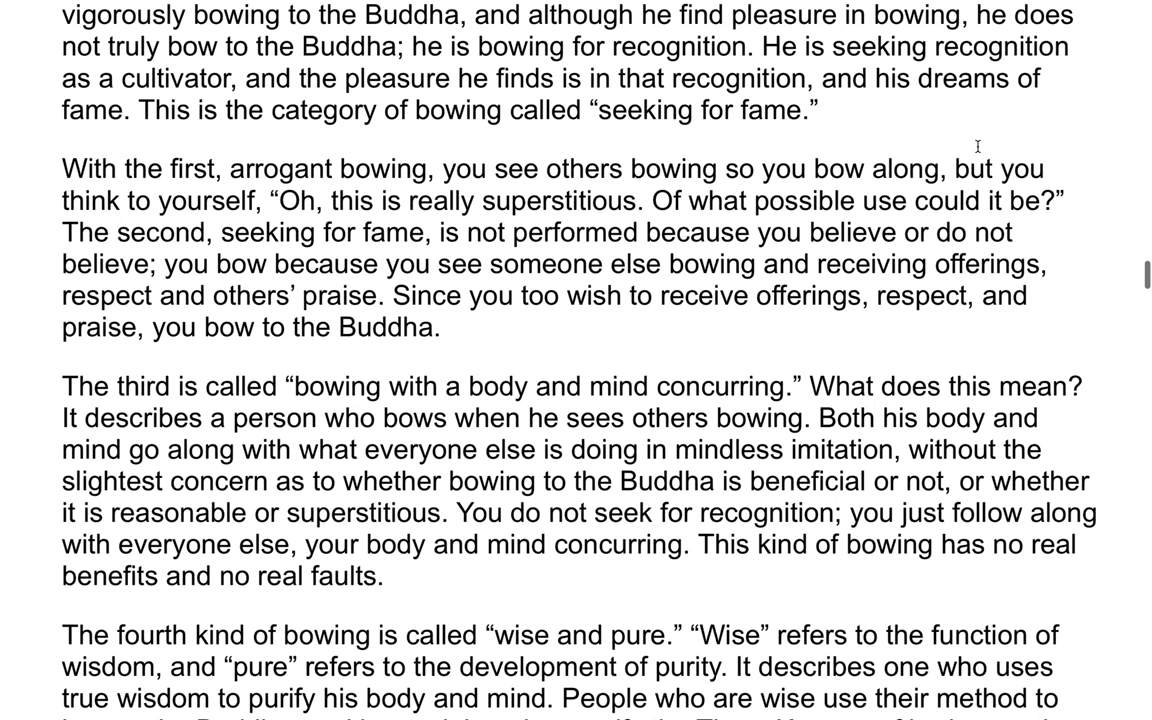 vigorously bowing to the Buddha, and although he find pleasure in bowing, he does
not truly bow to the Buddha; he is bowing for recognition. He is seeking recognition
as a cultivator, and the pleasure he finds is in that recognition, and his dreams of
fame. This is the category of bowing called “seeking for fame.”
With the first, arrogant bowing, you see others bowing so you bow along, but you
think to yourself, “Oh, this is really superstitious. Of what possible use could it be?”
The second, seeking for fame, is not performed because you believe or do not
believe; you bow because you see someone else bowing and receiving offerings,
respect and others’ praise. Since you too wish to receive offerings, respect, and
praise, you bow to the Buddha.
The third is called “bowing with a body and mind concurring.” What does this mean?
It describes a person who bows when he sees others bowing. Both his body and
mind go along with what everyone else is doing in mindless imitation, without the
slightest concern as to whether bowing to the Buddha is beneficial or not, or whether
it is reasonable or superstitious. You do not seek for recognition; you just follow along
with everyone else, your body and mind concurring. This kind of bowing has no real
benefits and no real faults.
The fourth kind of bowing is called “wise and pure.” “Wise” refers to the function of
wisdom, and “pure” refers to the development of purity. It describes one who uses
true wisdom to purify his body and mind. People who are wise use their method to